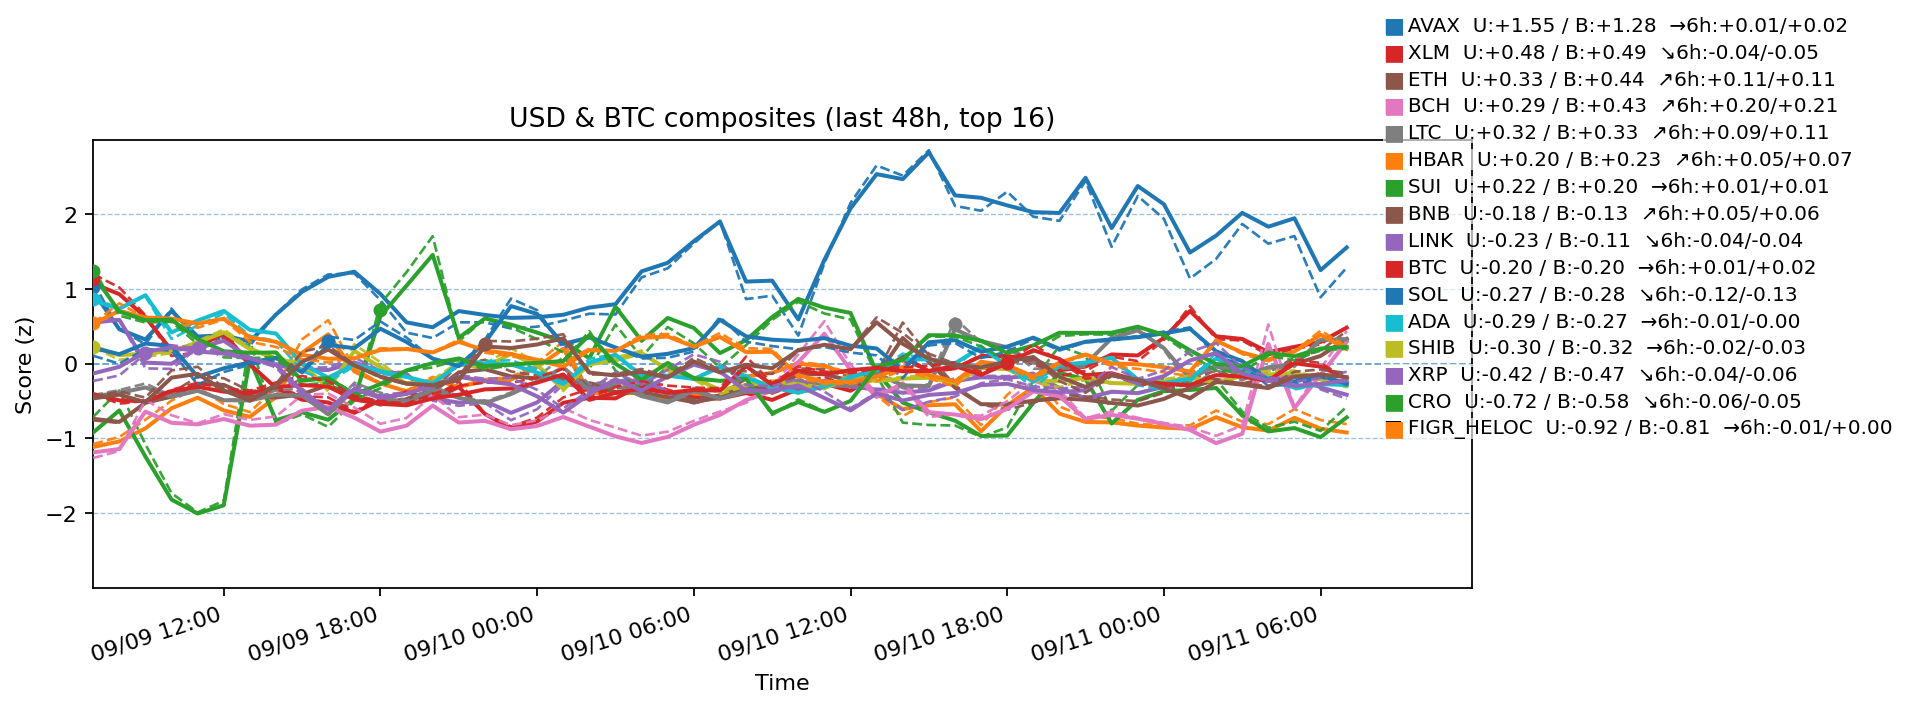 AVAX  U:+1.55 / B:+1.28  →6h:+0.01/+0.02
XLM  U:+0.48 / B:+0.49  ↘6h:-0.04/-0.05
ETH  U:+0.33 / B:+0.44  ↗6h:+0.11/+0.11
BCH  U:+0.29 / B:+0.43  ↗6h:+0.20/+0.21
LTC  U:+0.32 / B:+0.33  ↗6h:+0.09/+0.11
HBAR  U:+0.20 / B:+0.23  ↗6h:+0.05/+0.07
SUI  U:+0.22 / B:+0.20  →6h:+0.01/+0.01
BNB  U:-0.18 / B:-0.13  ↗6h:+0.05/+0.06
LINK  U:-0.23 / B:-0.11  ↘6h:-0.04/-0.04
BTC  U:-0.20 / B:-0.20  →6h:+0.01/+0.02
SOL  U:-0.27 / B:-0.28  ↘6h:-0.12/-0.13
ADA  U:-0.29 / B:-0.27  →6h:-0.01/-0.00
SHIB  U:-0.30 / B:-0.32  →6h:-0.02/-0.03
XRP  U:-0.42 / B:-0.47  ↘6h:-0.04/-0.06
CRO  U:-0.72 / B:-0.58  ↘6h:-0.06/-0.05
FIGR_HELOC  U:-0.92 / B:-0.81  →6h:-0.01/+0.00
USD & BTC composites (last 48h, top 16)
Score (z)
2
1
0
−1
−2
09/09 12:00
09/09 18:00
09/10 00:00
09/10 06:00
09/10 12:00
09/10 18:00
09/11 00:00
09/11 06:00
Time